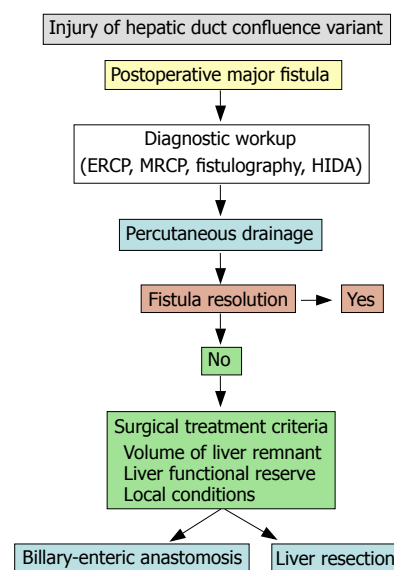 Injury of hepatic duct confluence variant
Postoperative major fistula
Diagnostic workup
(ERCP, MRCP, fistulography, HIDA)
Percutaneous drainage
Fistula resolution
Yes
No
Surgical treatment criteria
Volume of liver remnant
Liver functional reserve
Local conditions
Billary-enteric anastomosis
Liver resection